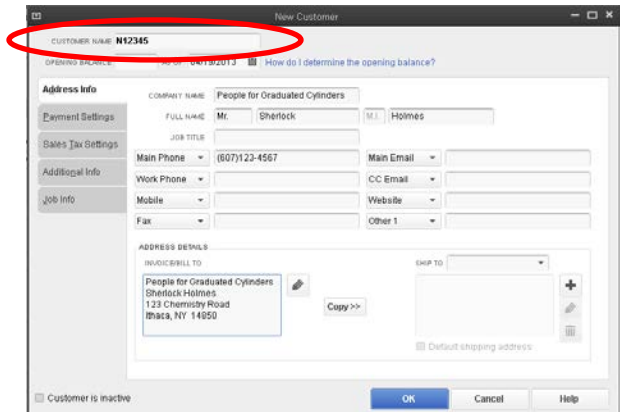 New Customer
CUSTOMER NAME N12345
OPENING BALANCE AS OF 04/19/2013 How do I determine the opening balance?
Address Info
Payment Settings
Sales Tax Settings
Additional Info
Job Info
COMPANY NAME People for Graduated Cylinders
FULL NAME Mr. Sherlock M.I. Holmes
JOB TITLE
Main Phone (607)123-4567 Main Email
Work Phone CC Email
Mobile Website
Fax Other 1
ADDRESS DETAILS
INVOICE/BILL TO SHIP TO
People for Graduated Cylinders
Sherlock Holmes
123 Chemistry Road
Ithaca, NY 14850
Copy >>
Default shipping address
Customer is inactive OK Cancel Help